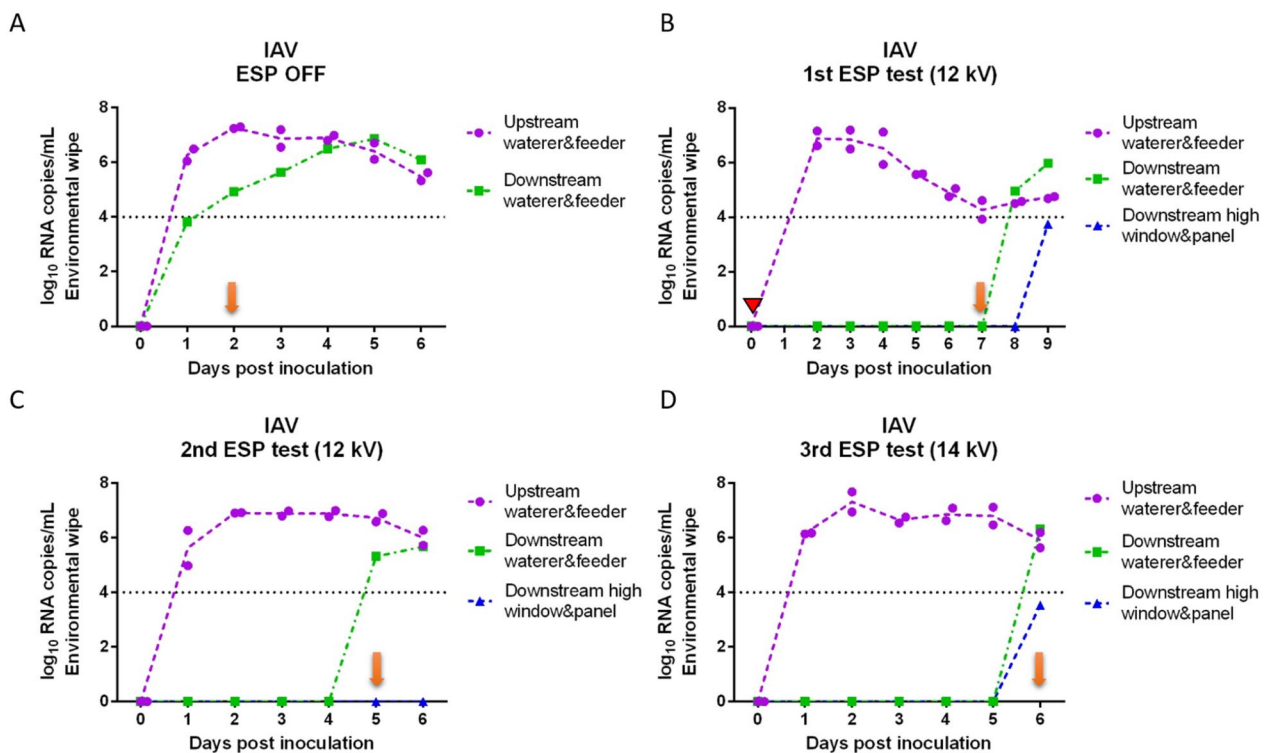 A
IAV
ESP OFF
log10 RNA copies/mL
Environmental wipe
8
6
4
2
0
0 1 2 3 4 5 6
Days post inoculation
Upstream
waterer&feeder
Downstream
waterer&feeder
B
IAV
1st ESP test (12 kV)
log10 RNA copies/mL
Environmental wipe
8
6
4
2
0
0 1 2 3 4 5 6 7 8 9
Days post inoculation
Upstream
waterer&feeder
Downstream
waterer&feeder
Downstream high
window&panel
C
IAV
2nd ESP test (12 kV)
log10 RNA copies/mL
Environmental wipe
8
6
4
2
0
0 1 2 3 4 5 6
Days post inoculation
Upstream
waterer&feeder
Downstream
waterer&feeder
Downstream high
window&panel
D
IAV
3rd ESP test (14 kV)
log10 RNA copies/mL
Environmental wipe
8
6
4
2
0
0 1 2 3 4 5 6
Days post inoculation
Upstream
waterer&feeder
Downstream
waterer&feeder
Downstream high
window&panel